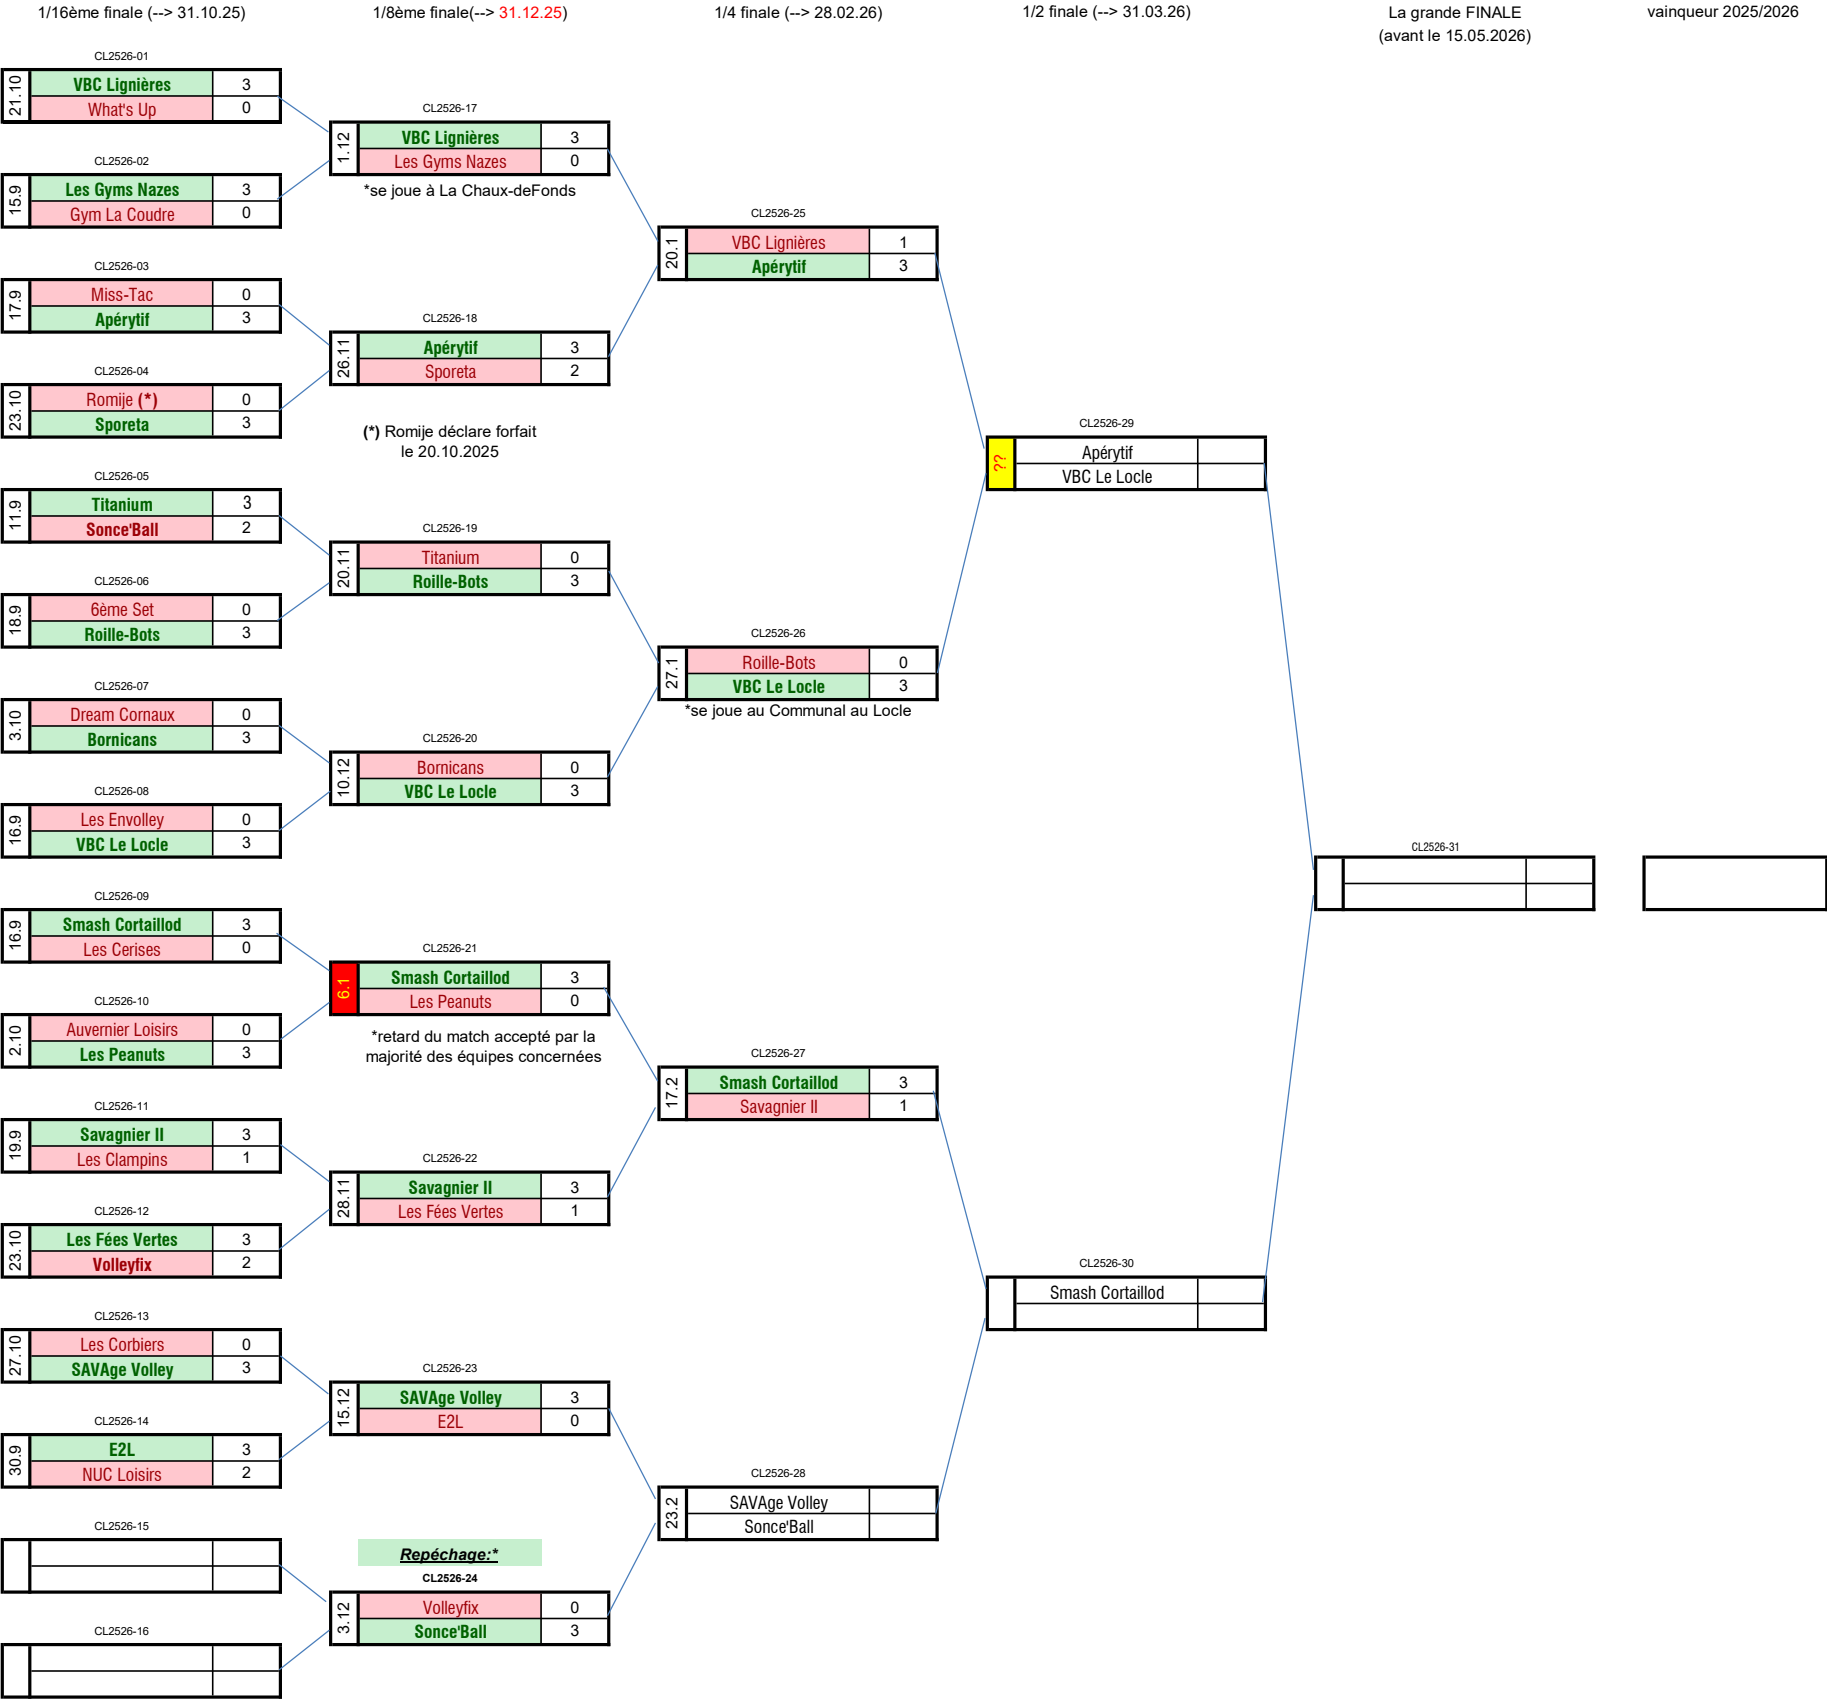 1/16ème finale (--> 31.10.25)
1/8ème finale(--> 31.12.25)
1/4 finale (--> 28.02.26)
1/2 finale (--> 31.03.26)
La grande FINALE
(avant le 15.05.2026)
vainqueur 2025/2026
CL2526-01
21.10
VBC Lignières 3
What's Up 0
CL2526-02
15.9
Les Gyms Nazes 3
Gym La Coudre 0
CL2526-03
17.9
Miss-Tac 0
Apérytif 3
CL2526-04
23.10
Romije (*) 0
Sporeta 3
CL2526-05
11.9
Titanium 3
Sonce'Ball 2
CL2526-06
18.9
6ème Set 0
Roille-Bots 3
CL2526-07
3.10
Dream Cornaux 0
Bornicans 3
CL2526-08
16.9
Les Envolley 0
VBC Le Locle 3
CL2526-09
16.9
Smash Cortaillod 3
Les Cerises 0
CL2526-10
2.10
Auvernier Loisirs 0
Les Peanuts 3
CL2526-11
19.9
Savagnier II 3
Les Clampins 1
CL2526-12
23.10
Les Fées Vertes 3
Volleyfix 2
CL2526-13
27.10
Les Corbiers 0
SAVAge Volley 3
CL2526-14
30.9
E2L 3
NUC Loisirs 2
CL2526-15
CL2526-16
CL2526-17
1.12
VBC Lignières 3
Les Gyms Nazes 0
*se joue à La Chaux-deFonds
CL2526-18
26.11
Apérytif 3
Sporeta 2
(*) Romije déclare forfait
le 20.10.2025
CL2526-19
20.11
Titanium 0
Roille-Bots 3
CL2526-20
10.12
Bornicans 0
VBC Le Locle 3
CL2526-21
6.1
Smash Cortaillod 3
Les Peanuts 0
*retard du match accepté par la
majorité des équipes concernées
CL2526-22
28.11
Savagnier II 3
Les Fées Vertes 1
CL2526-23
15.12
SAVAge Volley 3
E2L 0
Repéchage:*
CL2526-24
3.12
Volleyfix 0
Sonce'Ball 3
CL2526-25
20.1
VBC Lignières 1
Apérytif 3
CL2526-26
27.1
Roille-Bots 0
VBC Le Locle 3
*se joue au Communal au Locle
CL2526-27
17.2
Smash Cortaillod 3
Savagnier II 1
CL2526-28
23.2
SAVAge Volley
Sonce'Ball
CL2526-29
??
Apérytif
VBC Le Locle
CL2526-30
Smash Cortaillod
CL2526-31